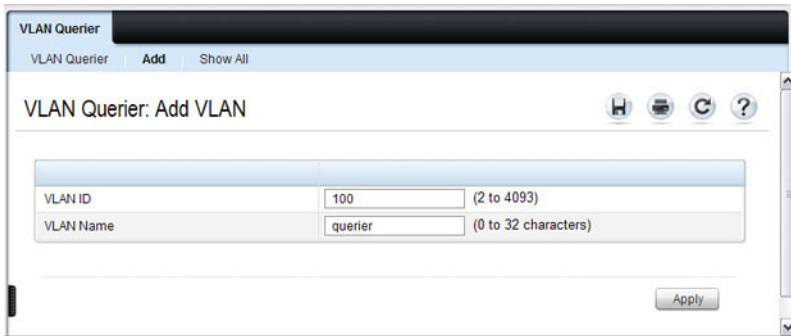 VLAN Querier
VLAN Querier Add Show All
VLAN Querier: Add VLAN
VLAN ID 100 (2 to 4093)
VLAN Name querier (0 to 32 characters)
Apply